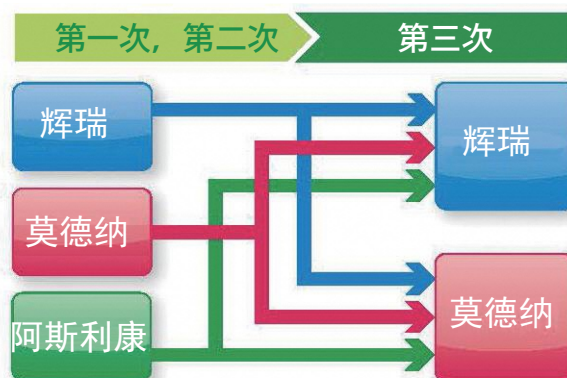 第一次，第二次
第三次
辉瑞
莫德纳
阿斯利康
辉瑞
莫德纳